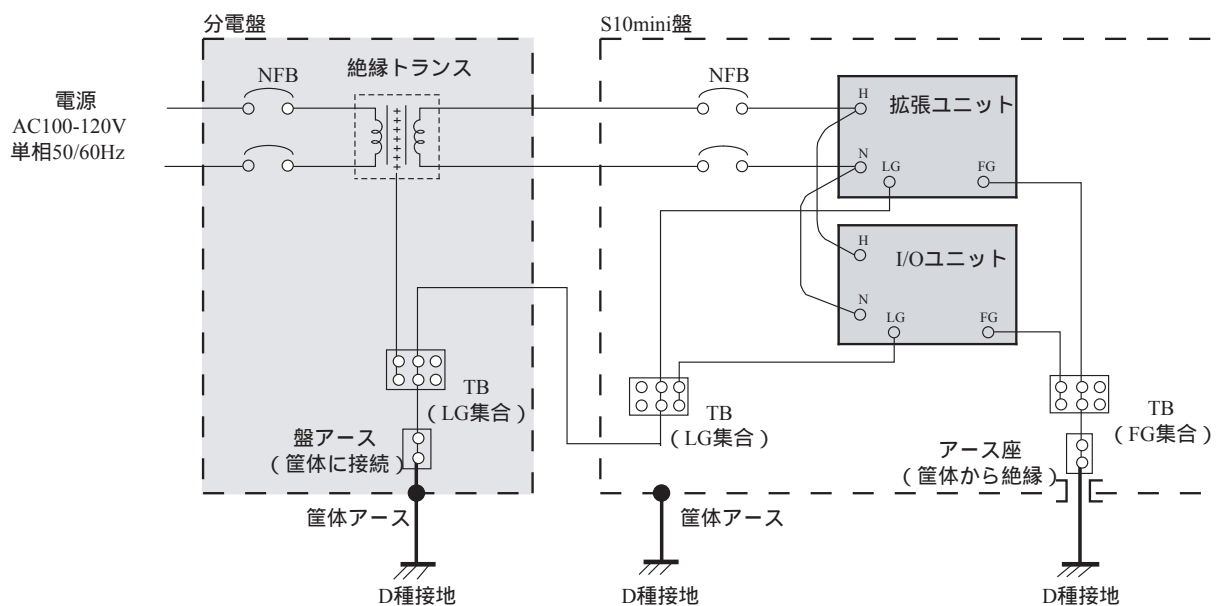 分電盤
S10mini盤
NFB
絶縁トランス
NFB
電源
AC100-120V
単相50/60Hz
H
拡張ユニット
N
LG
FG
H
I/Oユニット
N
LG
FG
TB
(LG集合)
TB
(LG集合)
TB
(FG集合)
盤アース
(筐体に接続)
アース座
(筐体から絶縁)
筐体アース
筐体アース
D種接地
D種接地
D種接地